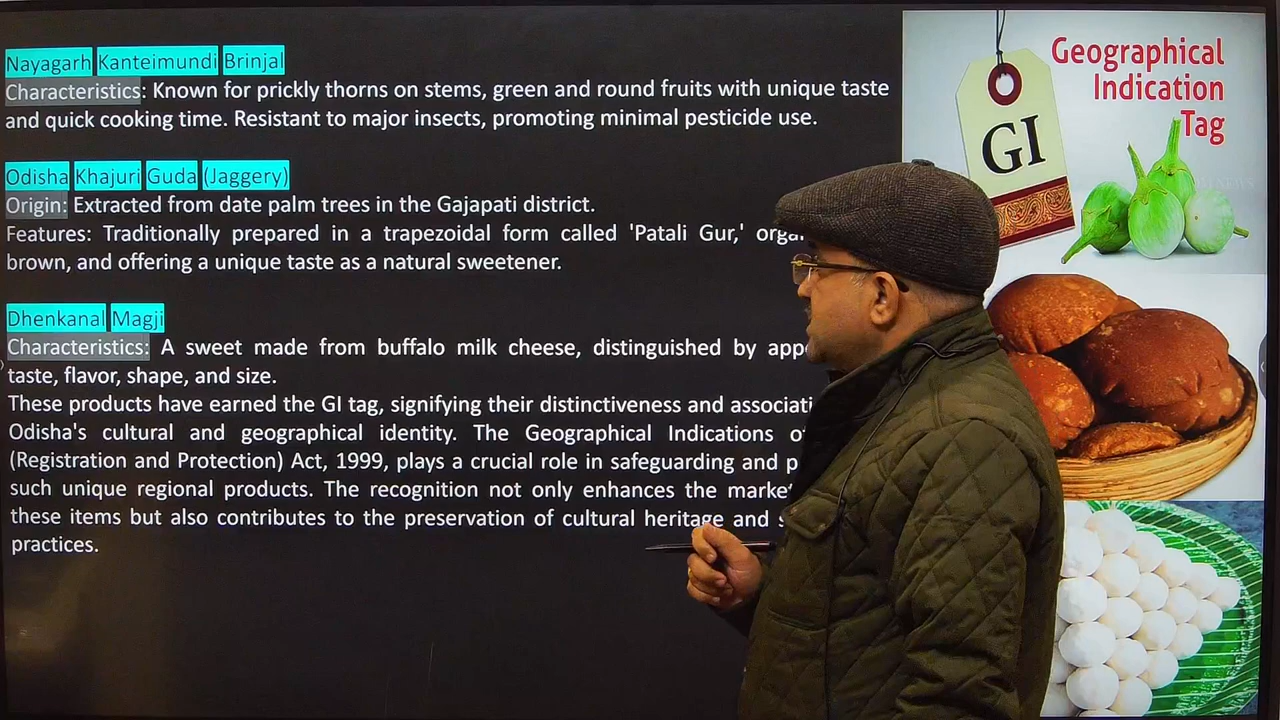 Nayagarh Kanteimundi Brinjal
Characteristics: Known for prickly thorns on stems, green and round fruits with unique taste
and quick cooking time. Resistant to major insects, promoting minimal pesticide use.
Odisha Khajuri Guda (Jaggery)
Origin: Extracted from date palm trees in the Gajapati district.
Features: Traditionally prepared in a trapezoidal form called 'Patali Gur,'
brown, and offering a unique taste as a natural sweetener.
Dhenkanal Magji
Characteristics: A sweet made from buffalo milk cheese, distinguished by
taste, flavor, shape, and size.
These products have earned the GI tag, signifying their distinctiveness and
Odisha's cultural and geographical identity. The Geographical Indications
(Registration and Protection) Act, 1999, plays a crucial role in safeguarding and
such unique regional products. The recognition not only enhances the
these items but also contributes to the preservation of cultural heritage and
practices.
Geographical
Indication
Tag
GI